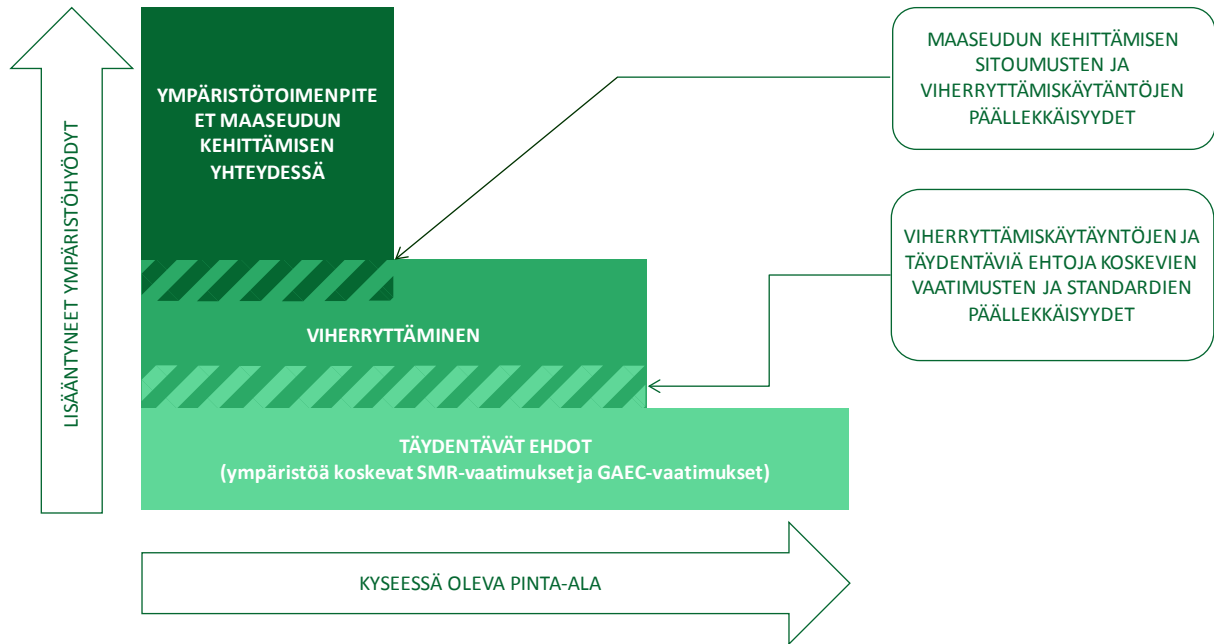 LISÄÄNTYNEET YMPÄRISTÖHYÖDYT
YMPÄRISTÖTOIMENPITE
ET MAASEUDUN
KEHITTÄMISEN
YHTEYDESSÄ
MAASEUDUN KEHITTÄMISEN
SITOUMUSTEN JA
VIHERRYTTÄMISKÄYTÄNTÖJEN
PÄÄLLEKKÄISYYDET
VIHERRYTTÄMISKÄYTÄYNTÖJEN JA
TÄYDENTÄVIÄ EHTOJA KOSKEVIEN
VAATIMUSTEN JA STANDARDIEN
PÄÄLLEKKÄISYYDET
VIHERRYTTÄMINEN
TÄYDENTÄVÄT EHDOT
(ympäristöä koskevat SMR-vaatimukset ja GAEC-vaatimukset)
KYSEESSÄ OLEVA PINTA-ALA